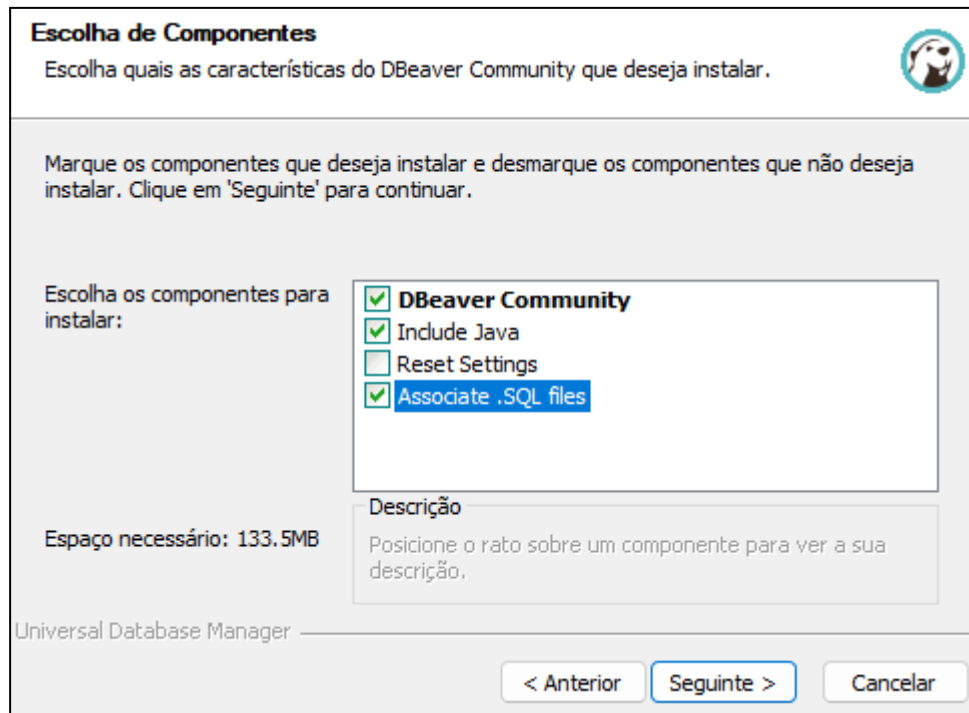 Escolha de Componentes
Escolha quais as características do DBeaver Community que deseja instalar.
Marque os componentes que deseja instalar e desmarque os componentes que não deseja
instalar. Clique em 'Seguinte' para continuar.
Escolha os componentes para
instalar:
DBeaver Community
Include Java
Reset Settings
Associate .SQL files
Espaço necessário: 133.5MB
Descrição
Posicione o rato sobre um componente para ver a sua
descrição.
Universal Database Manager
< Anterior
Seguinte >
Cancelar